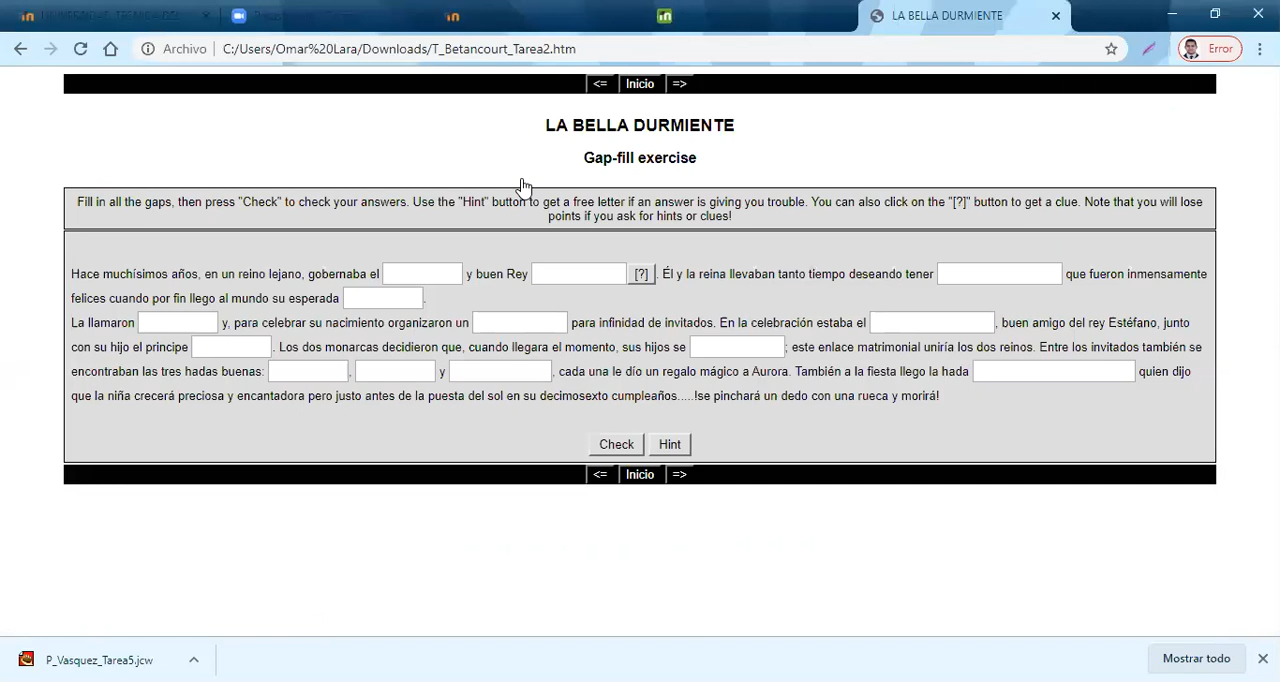 LA BELLA DURMIENTE
Error
Archivo C:/Users/Omar%20Lara/Downloads/T_Betancourt_Tarea2.htm
<= Inicio =>
LA BELLA DURMIENTE
Gap-fill exercise
Fill in all the gaps, then press "Check" to check your answers. Use the "Hint" button to get a free letter if an answer is giving you trouble. You can also click on the "[?]" button to get a clue. Note that you will lose
points if you ask for hints or clues!
Hace muchísimos años, en un reino lejano, gobernaba el y buen Rey [?] . Él y la reina llevaban tanto tiempo deseando tener que fueron inmensamente
felices cuando por fin llego al mundo su esperada .
La llamaron y, para celebrar su nacimiento organizaron un para infinidad de invitados. En la celebración estaba el , buen amigo del rey Estéfano, junto
con su hijo el principe . Los dos monarcas decidieron que, cuando llegara el momento, sus hijos se ; este enlace matrimonial uniría los dos reinos. Entre los invitados también se
encontraban las tres hadas buenas: , y , cada una le dío un regalo mágico a Aurora. También a la fiesta llego la hada quien dijo
que la niña crecerá preciosa y encantadora pero justo antes de la puesta del sol en su decimosexto cumpleaños.....!se pinchará un dedo con una rueca y morirá!
Check Hint
<= Inicio =>
P_Vasquez_Tarea5.jcw
Mostrar todo